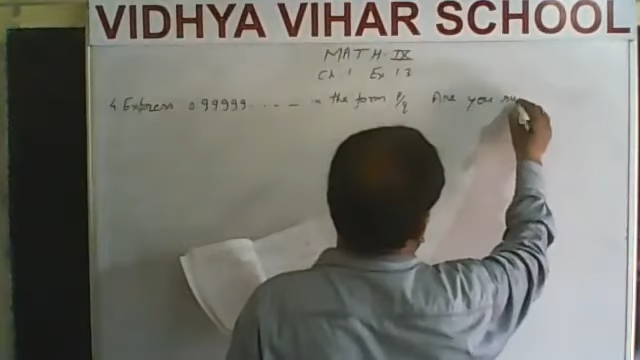 VIDHYA VIHAR SCHOOL
MATH-IX
Ch 1 Ex 1.3
4 Express 0.99999..... in the form p/q Are you su